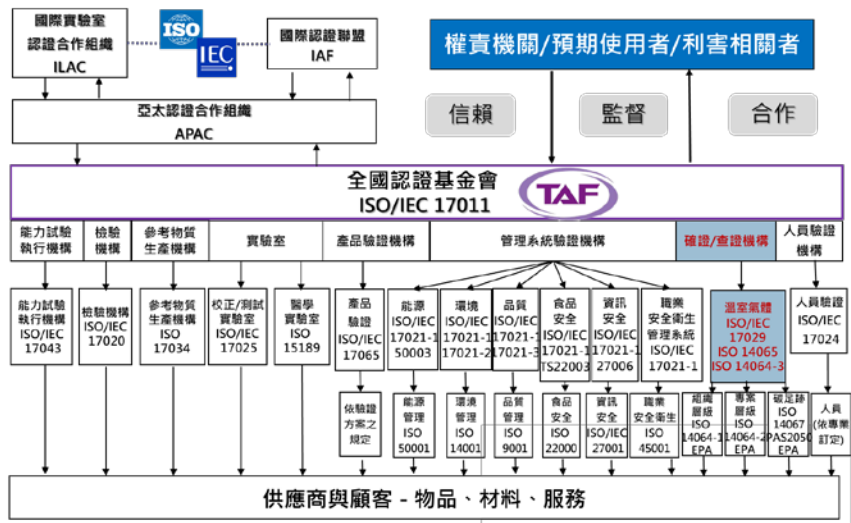 國際實驗室
認證合作組織
ILAC
ISO
IEC
國際認證聯盟
IAF
權責機關/預期使用者/利害相關者
亞太認證合作組織
APAC
信賴
監督
合作
全國認證基金會
ISO/IEC 17011
TAF
能力試驗
執行機構
檢驗
機構
參考物質
生產機構
實驗室
產品驗證機構
管理系統驗證機構
確證/查證機構
人員驗證
機構
能力試驗
執行機構
ISO/IEC
17043
檢驗機構
ISO/IEC
17020
參考物質
生產機構
ISO
17034
校正/測試
實驗室
ISO/IEC
17025
醫學
實驗室
ISO
15189
產品
驗證
ISO/IEC
17065
能源
ISO/IEC
17021-1
50003
環境
ISO/IEC
17021-1
17021-2
品質
ISO/IEC
17021-1
17021-3
食品
安全
ISO/IEC
17021-1
TS22003
資訊
安全
ISO/IEC
17021-1
27006
職業
安全衛生
管理系統
ISO/IEC
17021-1
溫室氣體
ISO/IEC
17029
ISO 14065
ISO 14064-3
人員驗證
ISO/IEC
17024
依驗證
方案之
規定
能源
管理
ISO
50001
環境
管理
ISO
14001
品質
管理
ISO
9001
食品
安全
ISO
22000
資訊
安全
ISO/IEC
27001
職業
安全衛生
ISO
45001
組織
層級
ISO
14064-1
EPA
專案
層級
ISO
14064-2
EPA
碳足跡
ISO
14067
PAS2050
EPA
人員
(依專業
訂定)
供應商與顧客 - 物品、材料、服務